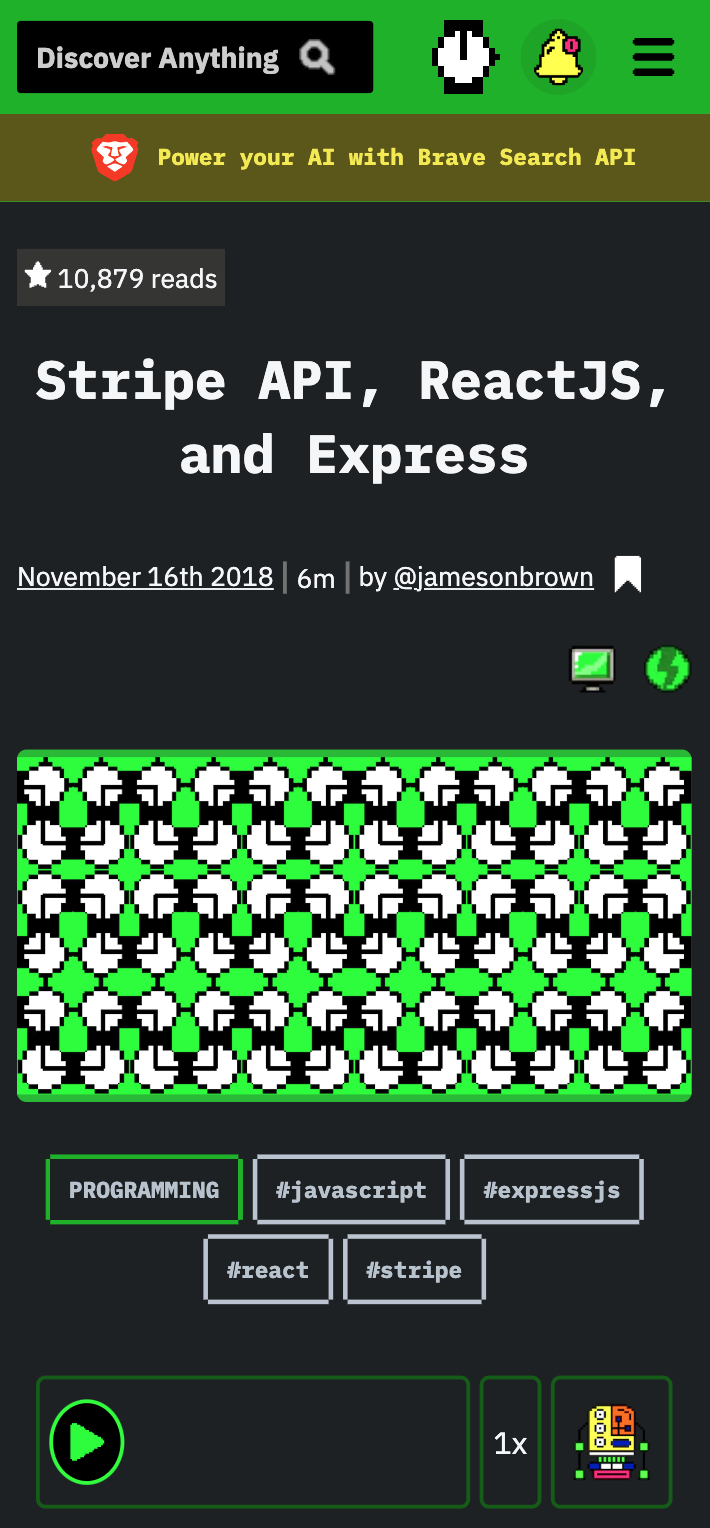 Discover Anything
Power your AI with Brave Search API
10,879 reads
Stripe API, ReactJS,
and Express
November 16th 2018 | 6m | by @jamesonbrown
PROGRAMMING #javascript #expressjs
#react #stripe
1x